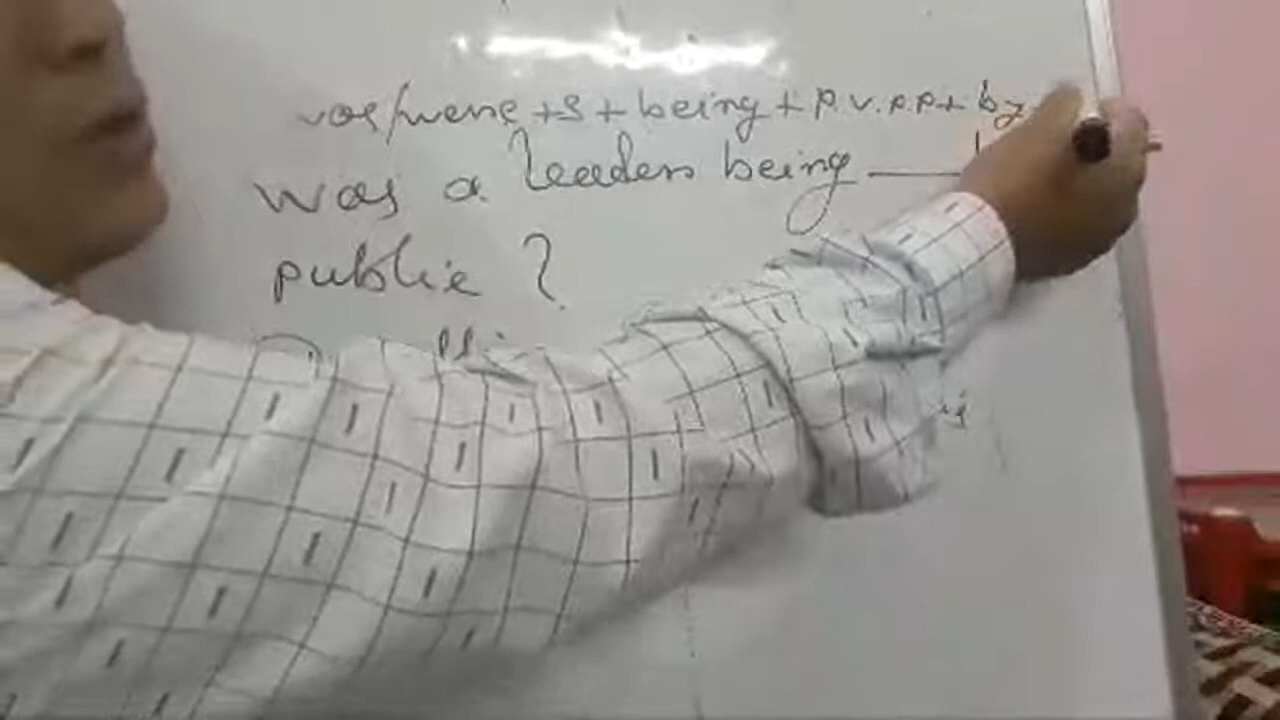 was/were + s + being + p.v.p.p + by
was a leader being ____
public ?